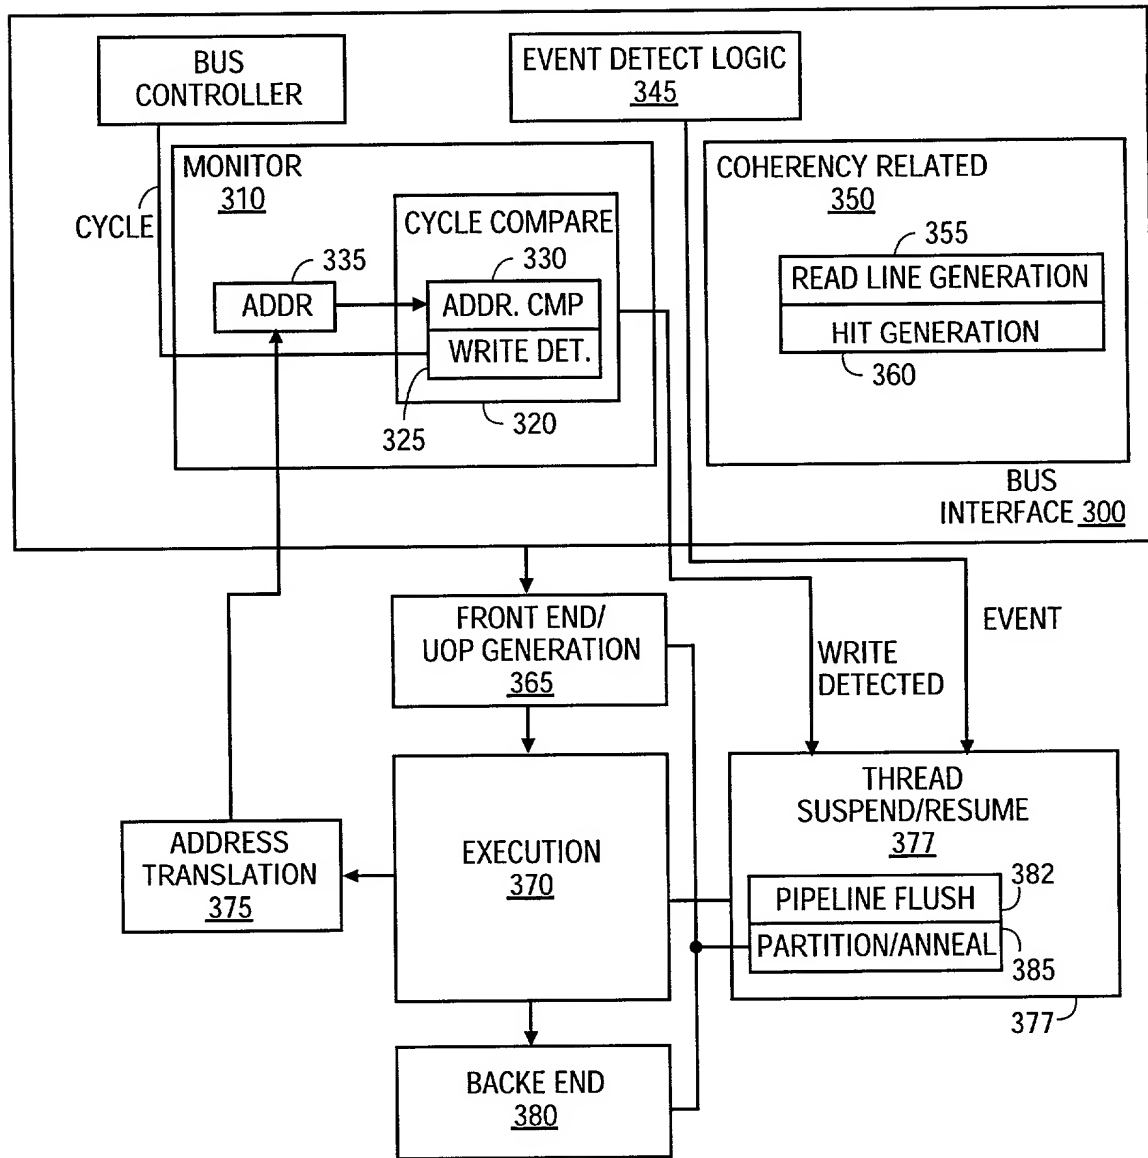 BUS
CONTROLLER
EVENT DETECT LOGIC
345
MONITOR
310
CYCLE
CYCLE COMPARE
335
330
ADDR
ADDR. CMP
WRITE DET.
325
320
COHERENCY RELATED
350
355
READ LINE GENERATION
HIT GENERATION
360
BUS
INTERFACE 300
FRONT END/
UOP GENERATION
365
WRITE
DETECTED
EVENT
ADDRESS
TRANSLATION
375
EXECUTION
370
THREAD
SUSPEND/RESUME
377
PIPELINE FLUSH
382
PARTITION/ANNEAL
385
377
BACKE END
380